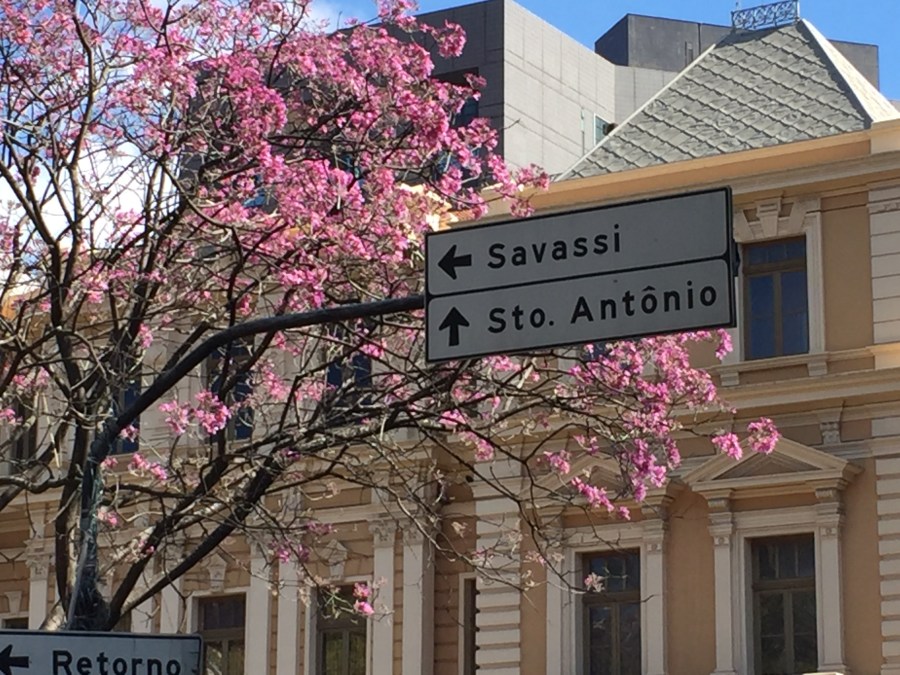 ← Savassi
↑ Sto. Antônio
← Retorno